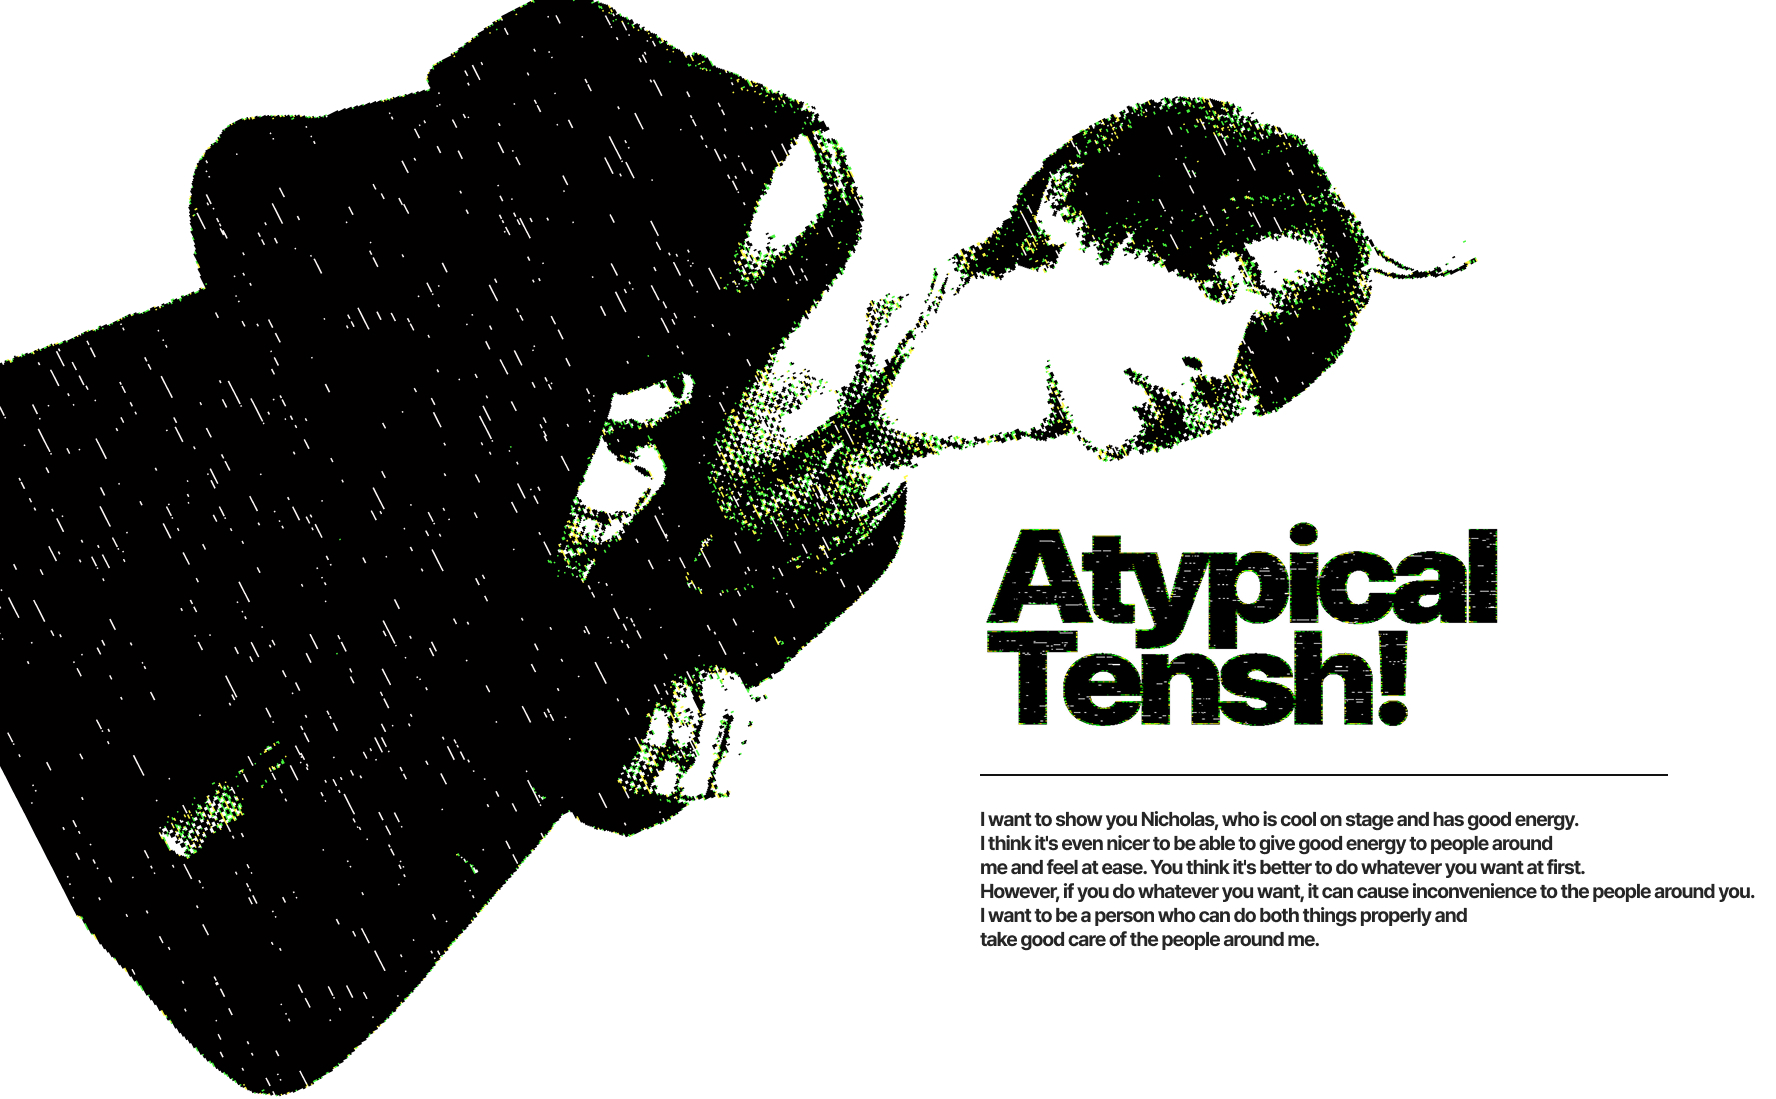 Atypical
Tensh!
I want to show you Nicholas, who is cool on stage and has good energy.
I think it's even nicer to be able to give good energy to people around
me and feel at ease. You think it's better to do whatever you want at first.
However, if you do whatever you want, it can cause inconvenience to the people around you.
I want to be a person who can do both things properly and
take good care of the people around me.